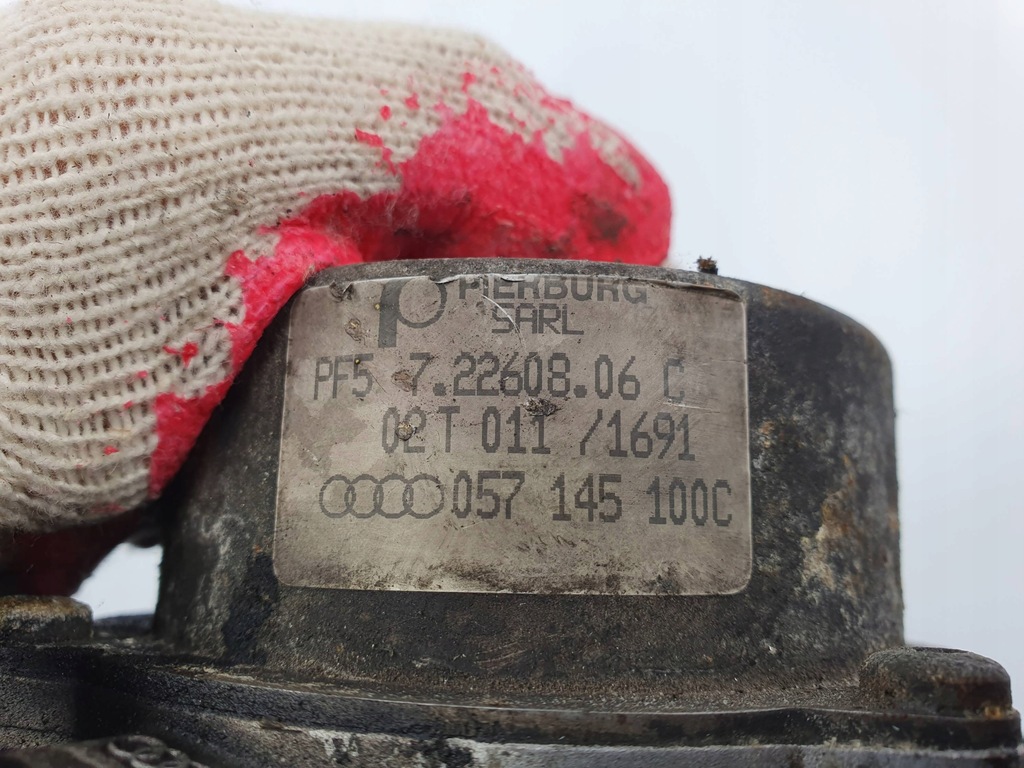 PIERBURG
SARL
PF5 7.22608.06 C
02T 011 /1691
057 145 100C